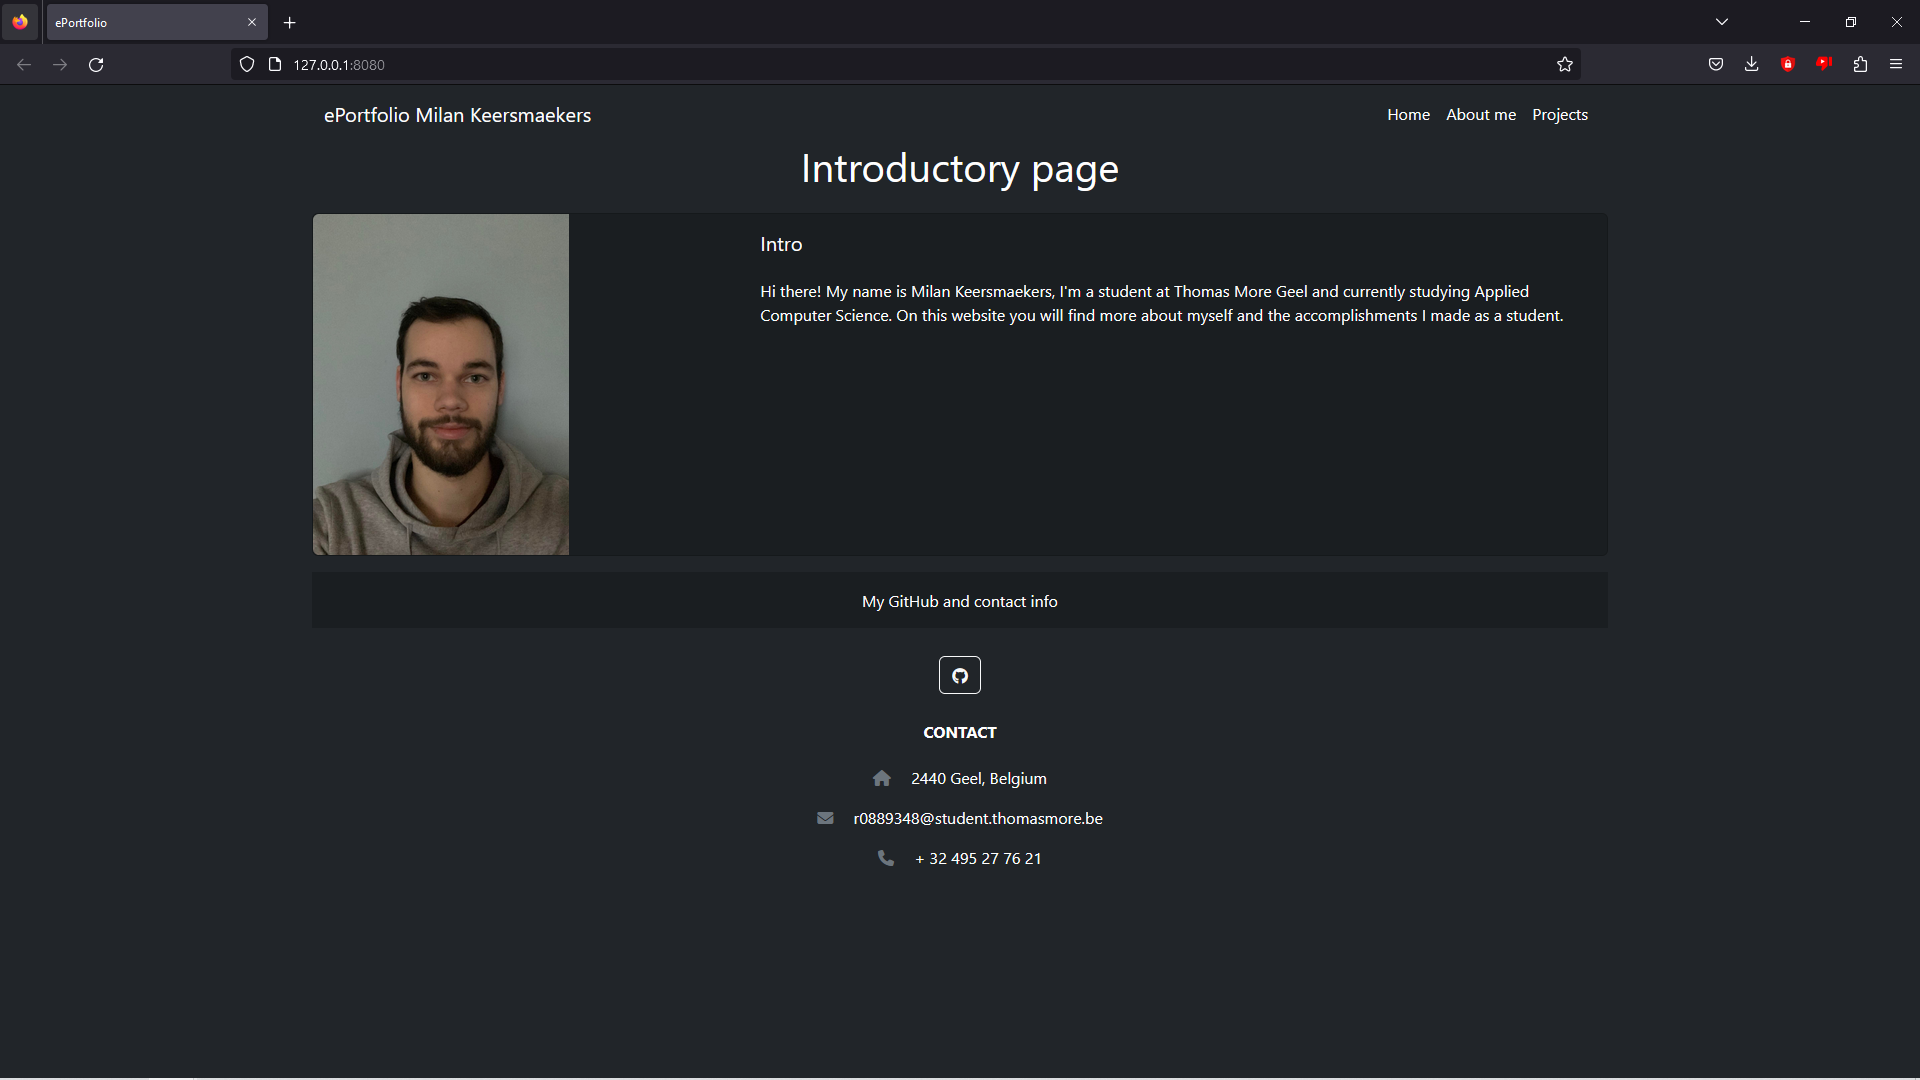 ePortfolio
127.0.0.1:8080
ePortfolio Milan Keersmaekers
Home About me Projects
Introductory page
Intro
Hi there! My name is Milan Keersmaekers, I'm a student at Thomas More Geel and currently studying Applied
Computer Science. On this website you will find more about myself and the accomplishments I made as a student.
My GitHub and contact info
CONTACT
2440 Geel, Belgium
r0889348@student.thomasmore.be
+ 32 495 27 76 21